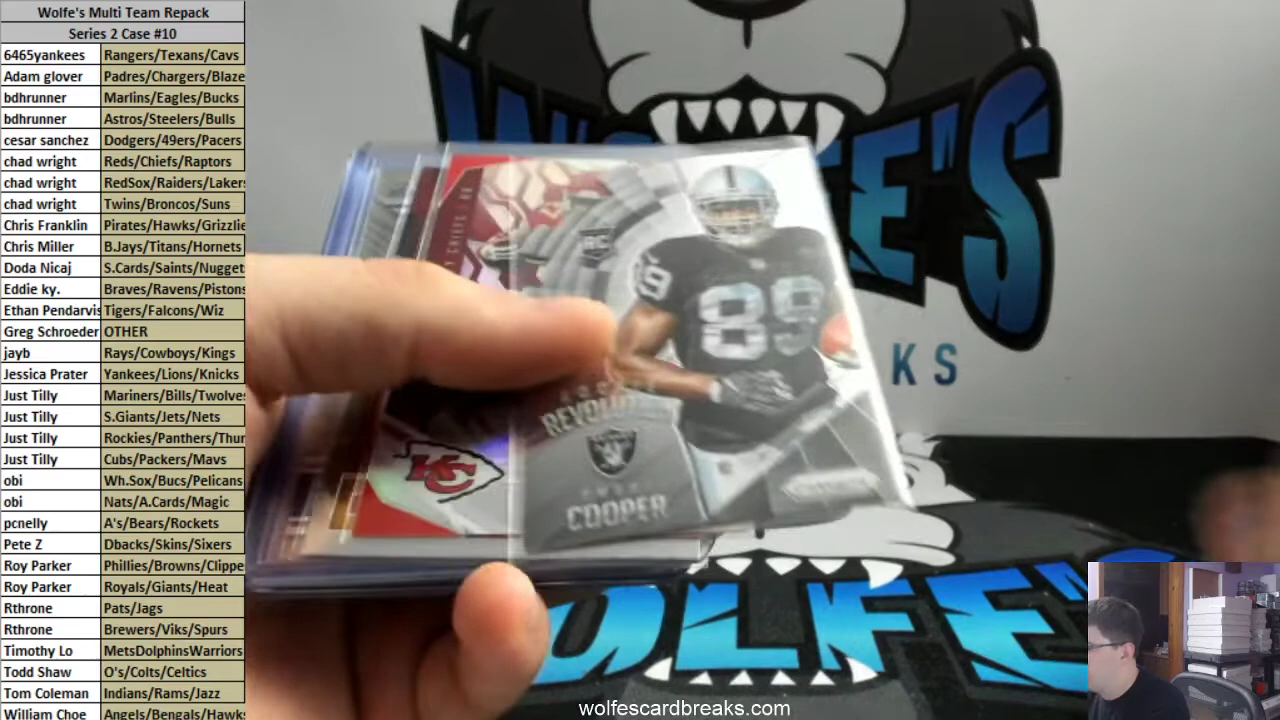 Wolfe's Multi Team Repack
Series 2 Case #10
6465yankees Rangers/Texans/Cavs
Adam glover Padres/Chargers/Blaze
bdhrunner Marlins/Eagles/Bucks
bdhrunner Astros/Steelers/Bulls
cesar sanchez Dodgers/49ers/Pacers
chad wright Reds/Chiefs/Raptors
chad wright RedSox/Raiders/Laker
chad wright Twins/Broncos/Suns
Chris Franklin Pirates/Hawks/Grizzlie
Chris Miller B.Jays/Titans/Hornets
Doda Nicaj S.Cards/Saints/Nugget
Eddie ky. Braves/Ravens/Pistons
Ethan Pendarvis Tigers/Falcons/Wiz
Greg Schroeder OTHER
jayb Rays/Cowboys/Kings
Jessica Prater Yankees/Lions/Knicks
Just Tilly Mariners/Bills/Twolve
Just Tilly S.Giants/Jets/Nets
Just Tilly Rockies/Panthers/Thur
Just Tilly Cubs/Packers/Mavs
obi Wh.Sox/Bucs/Pelicans
obi Nats/A.Cards/Magic
pcnelly A's/Bears/Rockets
Pete Z Dbacks/Skins/Sixers
Roy Parker Phillies/Browns/Clippe
Roy Parker Royals/Giants/Heat
Rthrone Pats/Jags
Rthrone Brewers/Viks/Spurs
Timothy Lo MetsDolphinsWarriors
Todd Shaw O's/Colts/Celtics
Tom Coleman Indians/Rams/Jazz
William Choe Angels/Bengals/Hawk
KS
RC
89
89
KC
COOPER
wolfescardbreaks.com